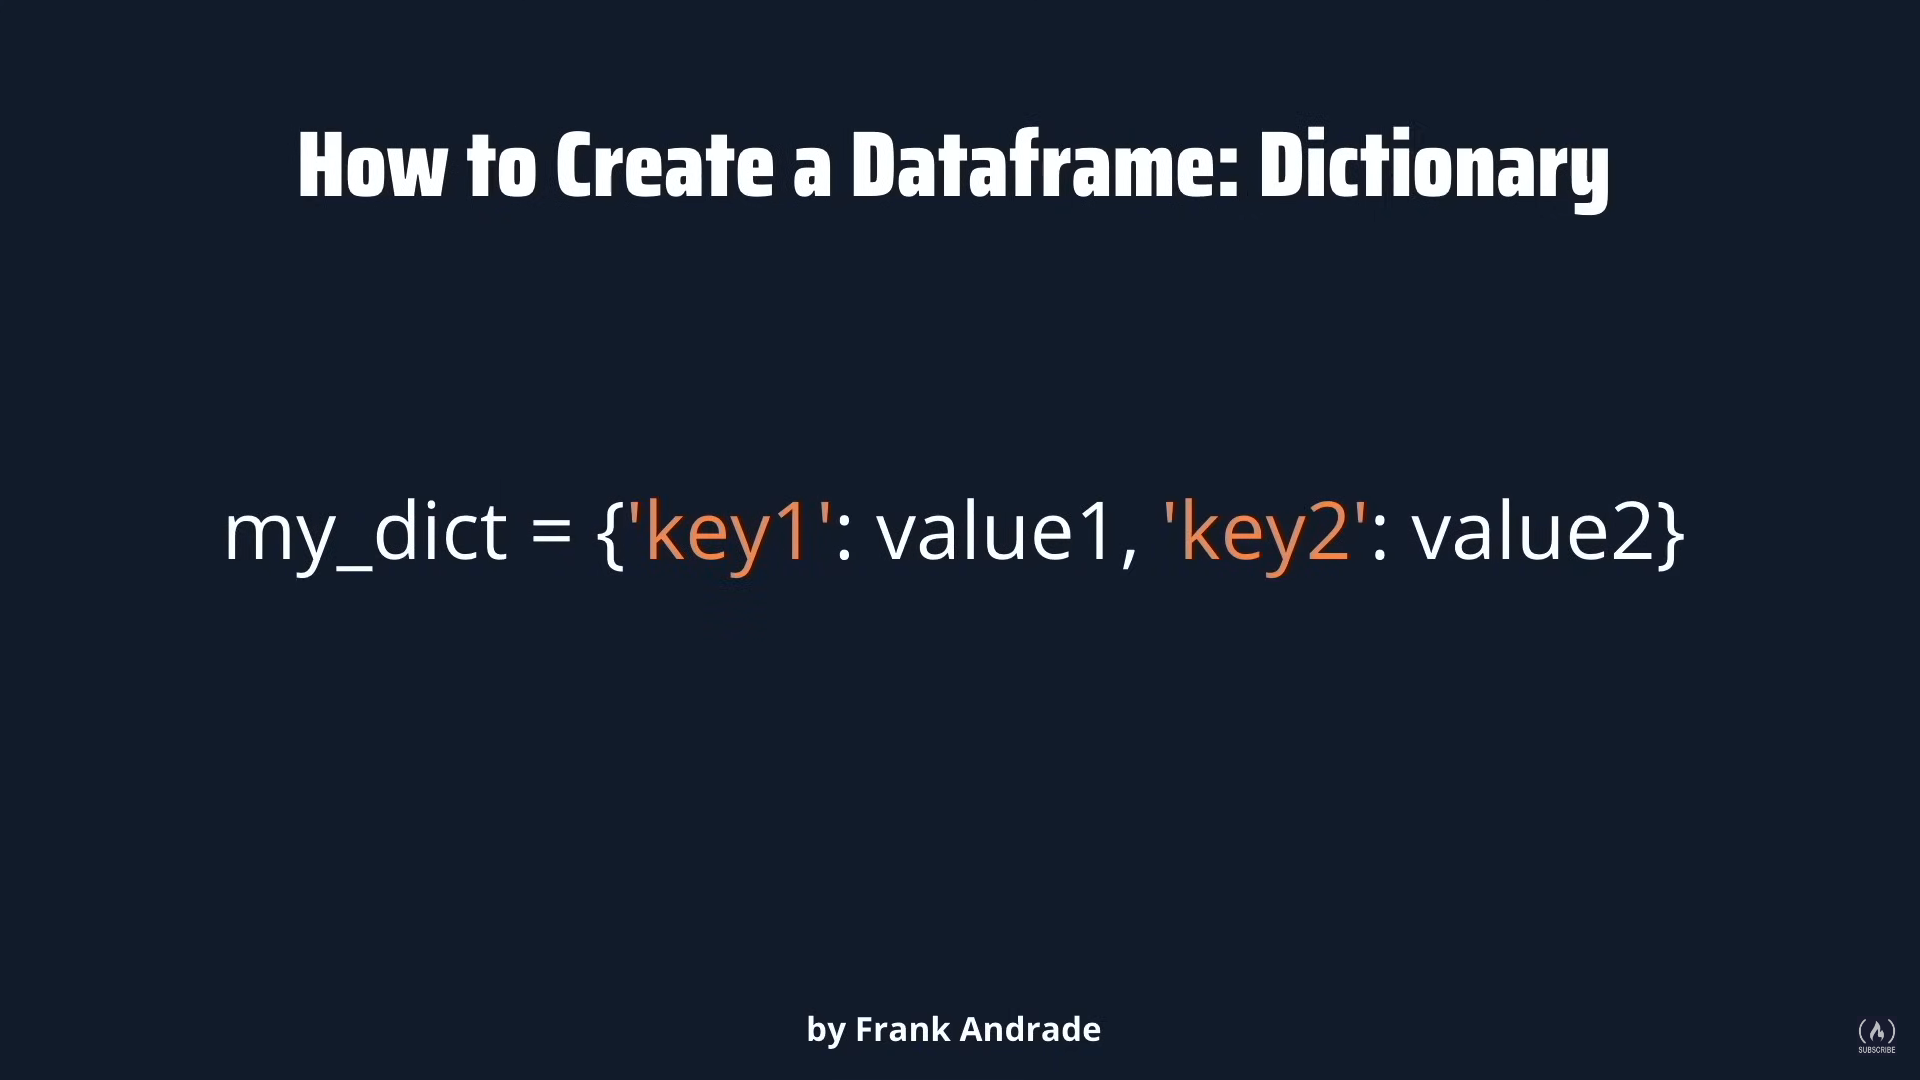 How to Create a Dataframe: Dictionary
my_dict = {'key1': value1, 'key2': value2}
by Frank Andrade
SUBSCRIBE